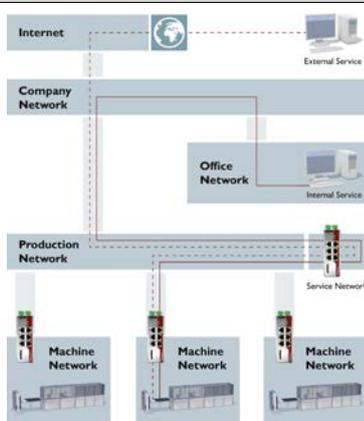 Internet
External Service
Company
Network
Office
Network
Internal Service
Production
Network
Service Network
Machine
Network
Machine
Network
Machine
Network